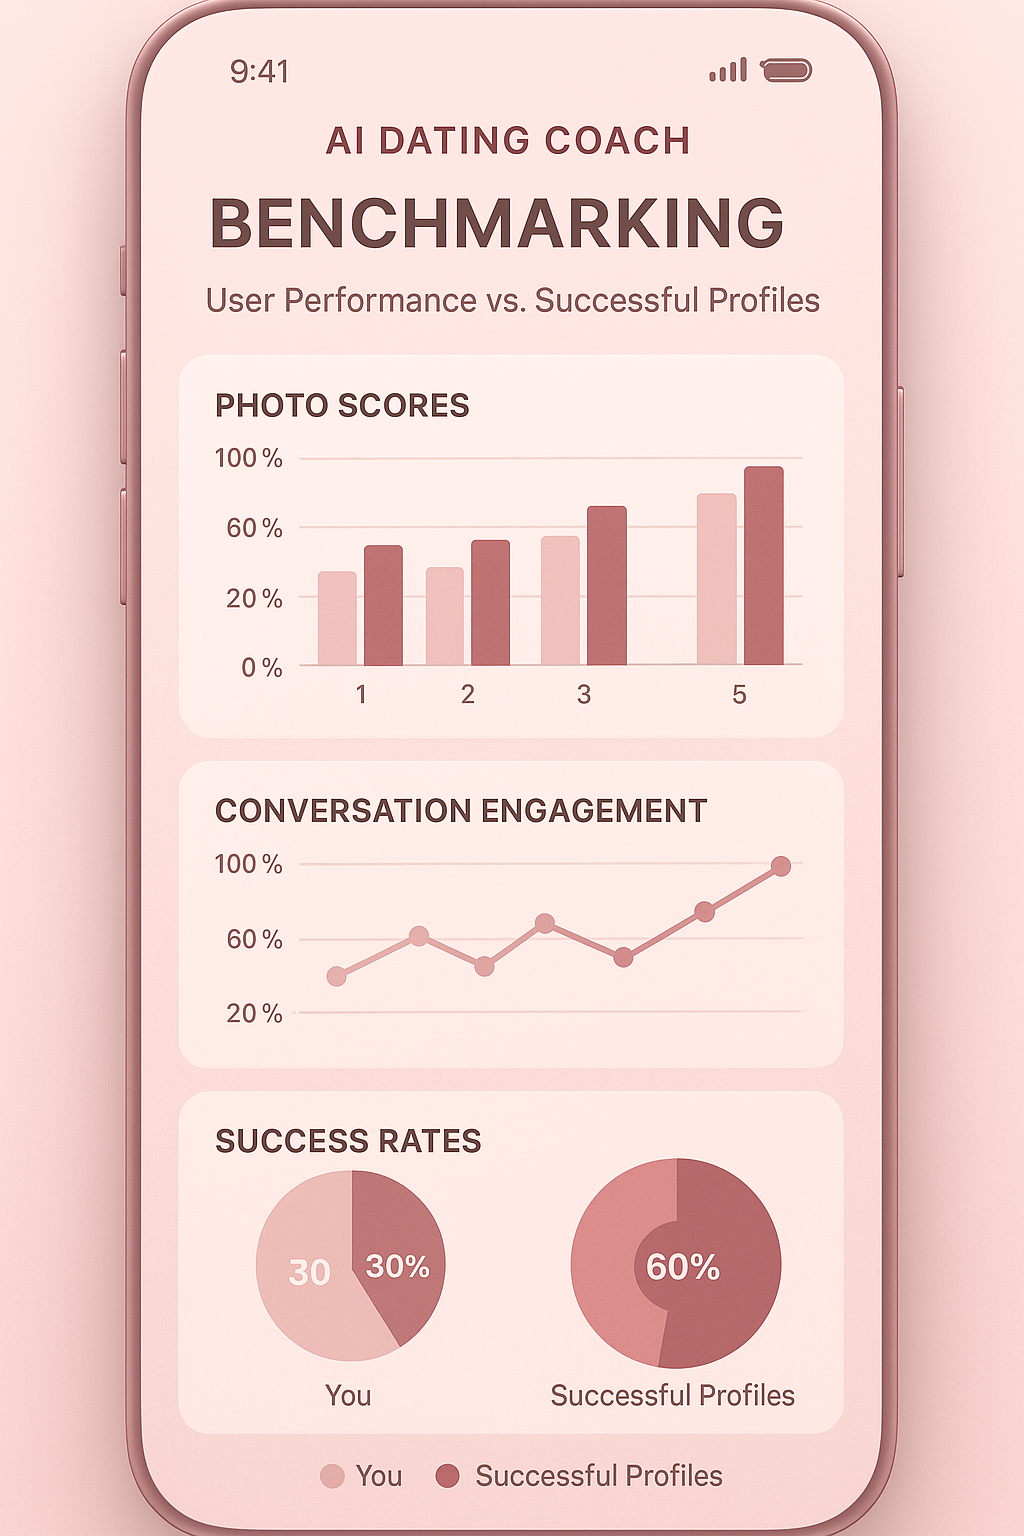 9:41
AI DATING COACH
BENCHMARKING
User Performance vs. Successful Profiles
PHOTO SCORES
100 %
60 %
20 %
0 %
1 2 3 5
CONVERSATION ENGAGEMENT
100 %
60 %
20 %
SUCCESS RATES
30 30% 60%
You Successful Profiles
You Successful Profiles